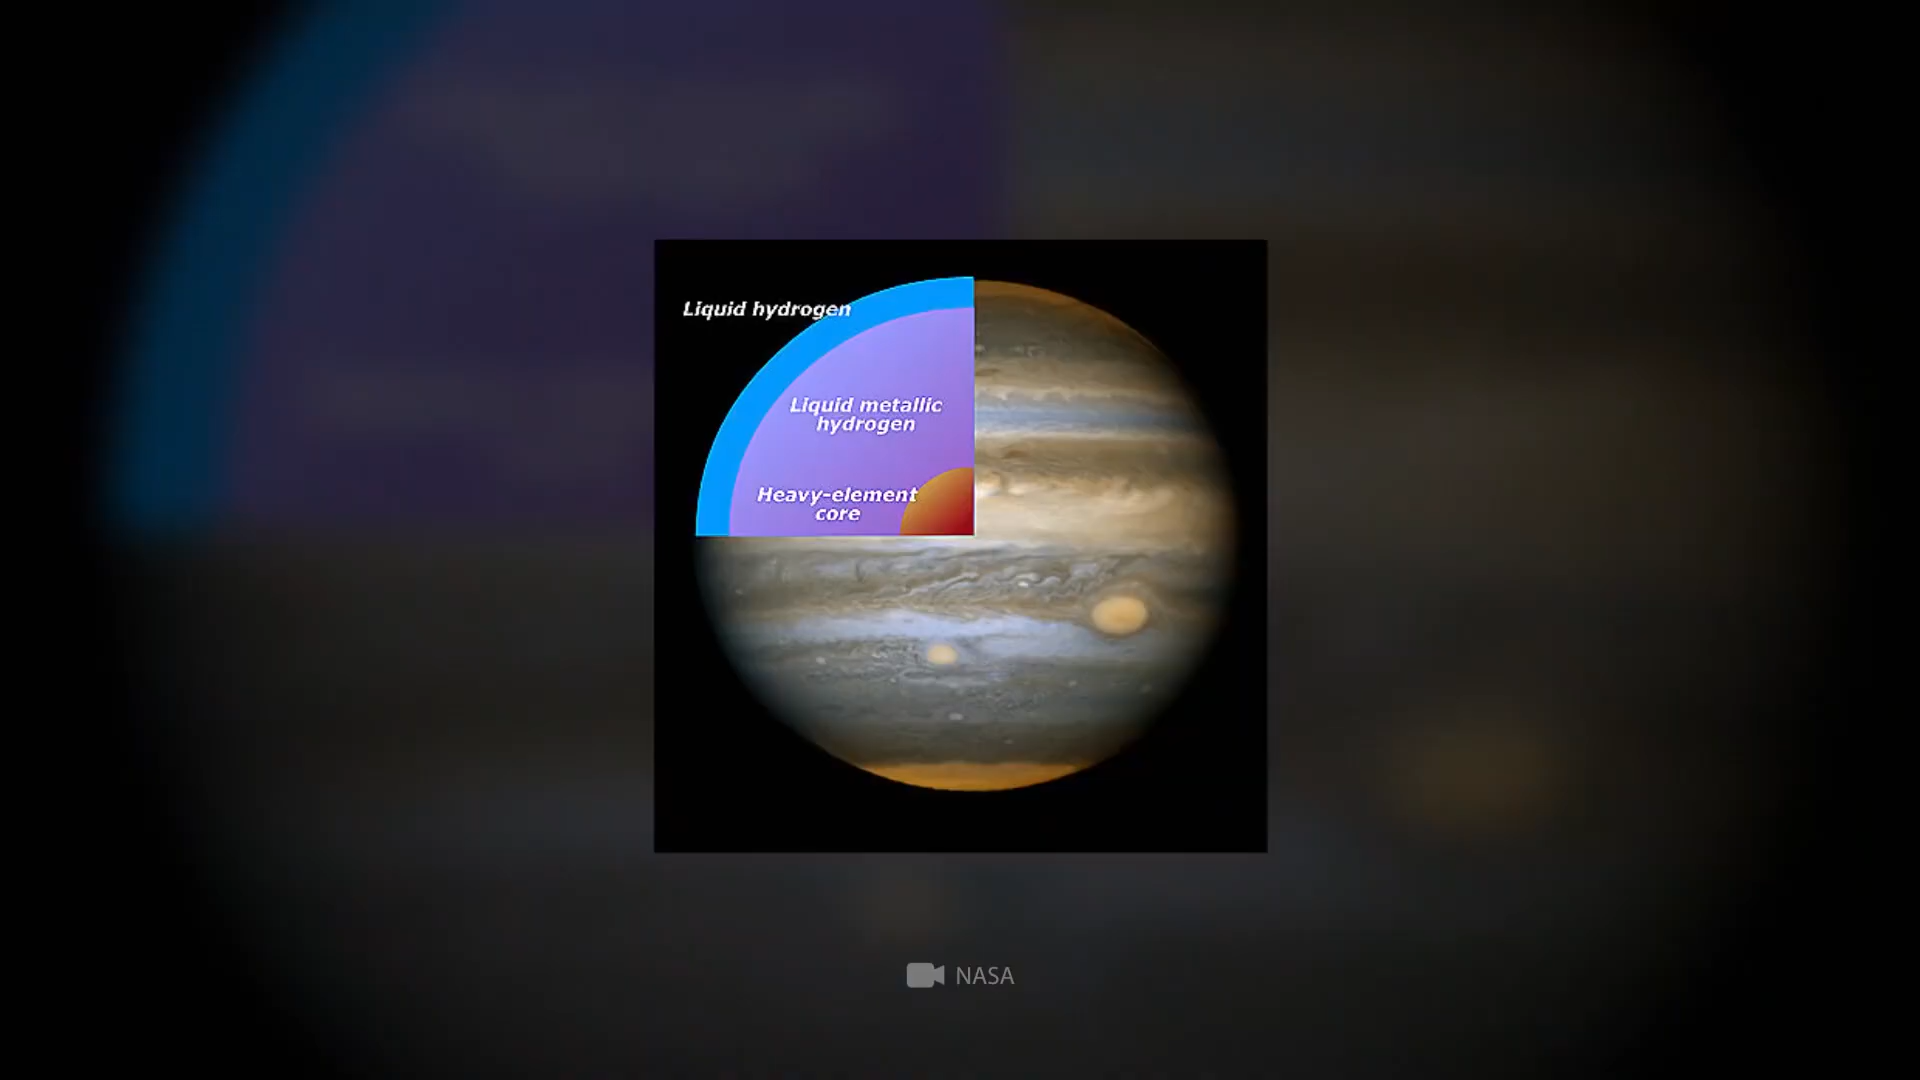 Liquid hydrogen
Liquid metallic
hydrogen
Heavy-element
core
NASA